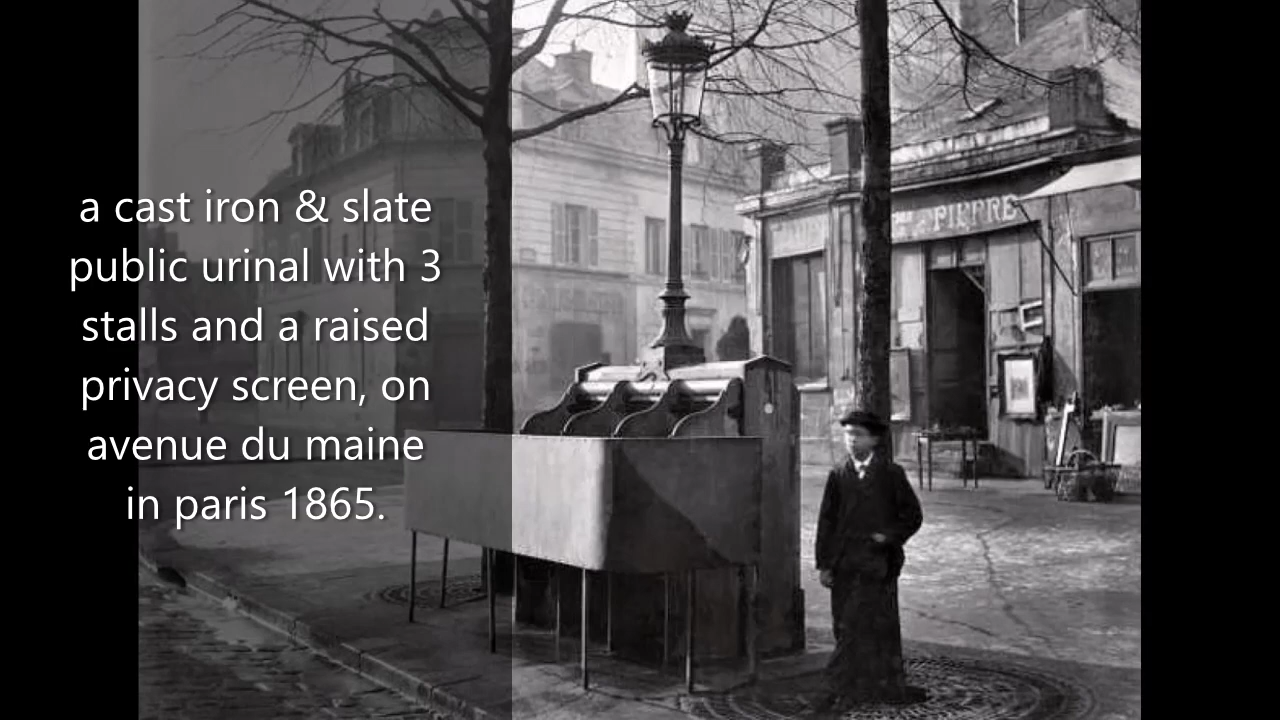 a cast iron & slate
public urinal with 3
stalls and a raised
privacy screen, on
avenue du maine
in paris 1865.
PIERRE